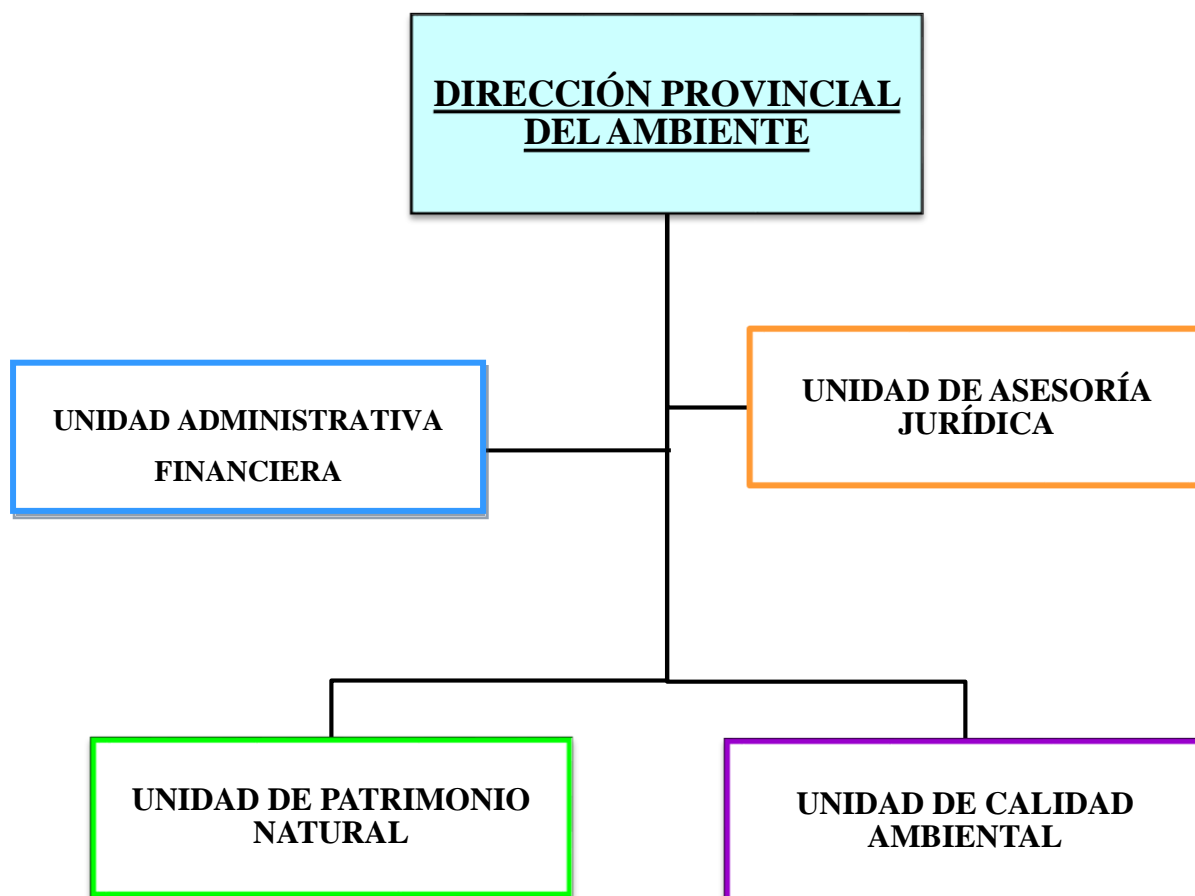 DIRECCIÓN PROVINCIAL
DEL AMBIENTE
UNIDAD ADMINISTRATIVA
FINANCIERA
UNIDAD DE ASESORÍA
JURÍDICA
UNIDAD DE PATRIMONIO
NATURAL
UNIDAD DE CALIDAD
AMBIENTAL